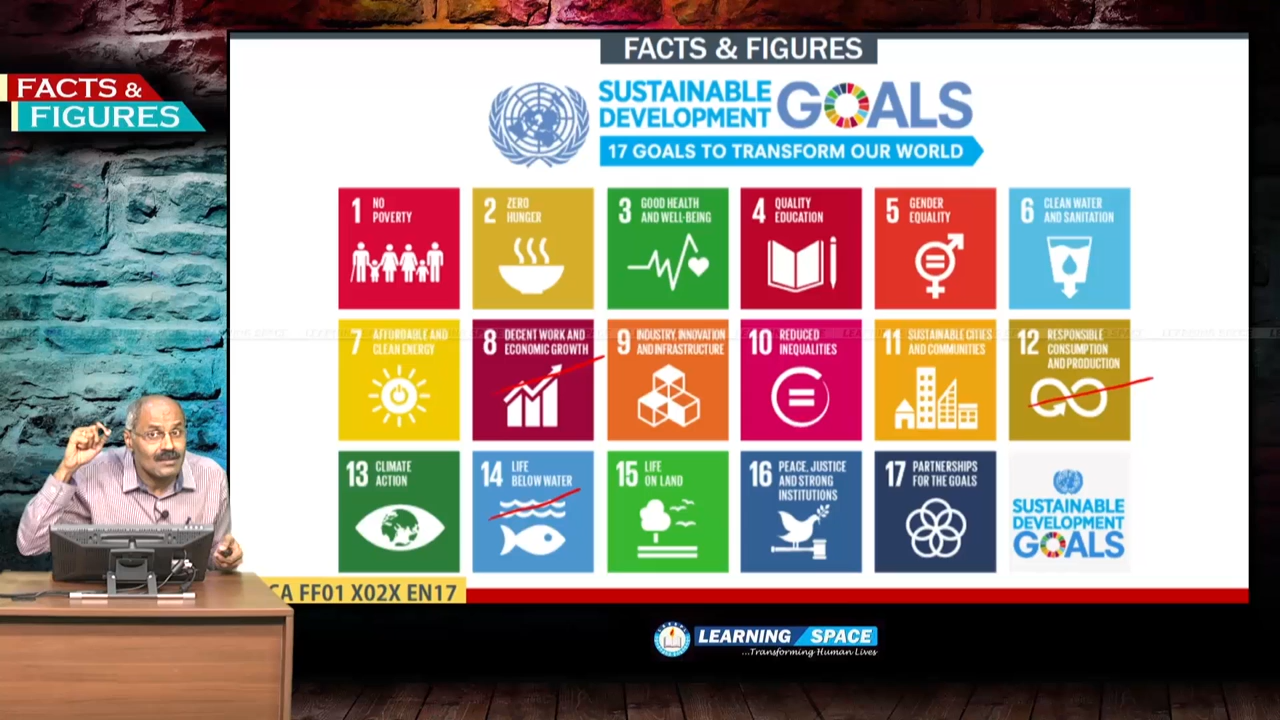 FACTS & FIGURES
FACTS &
FIGURES
SUSTAINABLE
DEVELOPMENT
GOALS
17 GOALS TO TRANSFORM OUR WORLD
1 NO
POVERTY
2 ZERO
HUNGER
3 GOOD HEALTH
AND WELL-BEING
4 QUALITY
EDUCATION
5 GENDER
EQUALITY
6 CLEAN WATER
AND SANITATION
7 AFFORDABLE AND
CLEAN ENERGY
8 DECENT WORK AND
ECONOMIC GROWTH
9 INDUSTRY, INNOVATION
AND INFRASTRUCTURE
10 REDUCED
INEQUALITIES
11 SUSTAINABLE CITIES
AND COMMUNITIES
12 RESPONSIBLE
CONSUMPTION
AND PRODUCTION
13 CLIMATE
ACTION
14 LIFE
BELOW WATER
15 LIFE
ON LAND
16 PEACE, JUSTICE
AND STRONG
INSTITUTIONS
17 PARTNERSHIPS
FOR THE GOALS
SUSTAINABLE
DEVELOPMENT
GOALS
CA FF01 X02X EN17
LEARNING SPACE
...Transforming Human Lives